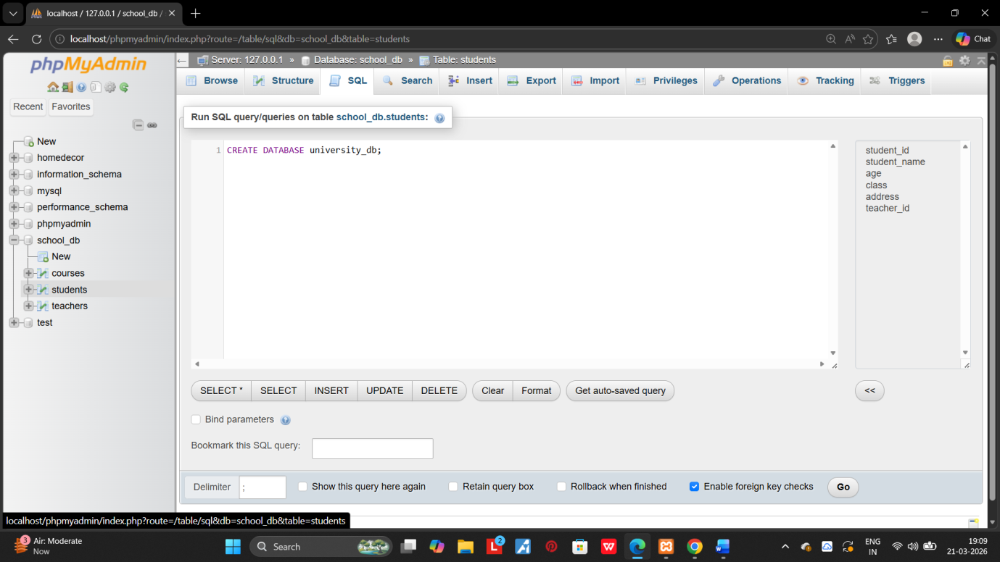 localhost / 127.0.0.1 / school_db /
localhost/phpmyadmin/index.php?route=/table/sql&db=school_db&table=students
Chat
phpMyAdmin
Recent
Favorites
New
homedecor
information_schema
mysql
performance_schema
phpmyadmin
school_db
New
courses
students
teachers
test
Server: 127.0.0.1 » Database: school_db » Table: students
Browse Structure SQL Search Insert Export Import Privileges Operations Tracking Triggers
Run SQL query/queries on table school_db.students:
1 CREATE DATABASE university_db;
student_id
student_name
age
class
address
teacher_id
SELECT * SELECT INSERT UPDATE DELETE Clear Format Get auto-saved query <<
Bind parameters
Bookmark this SQL query:
Delimiter ; Show this query here again Retain query box Rollback when finished Enable foreign key checks Go
localhost/phpmyadmin/index.php?route=/table/sql&db=school_db&table=students
3
Air: Moderate
Now
Search
L 2
W
W
ENG
IN
19:09
21-03-2026